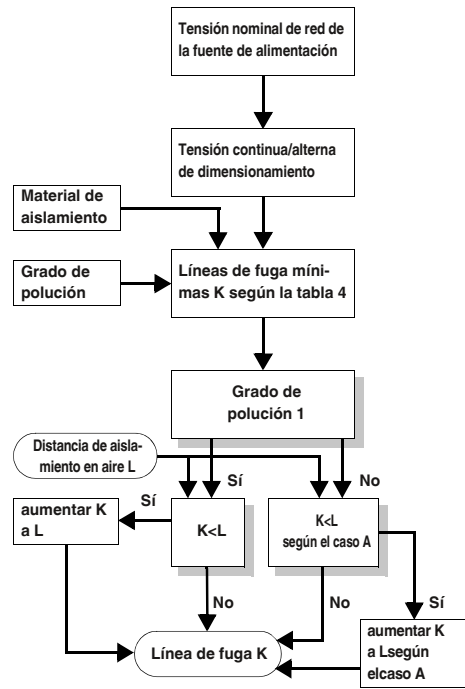 Tensión nominal de red de
la fuente de alimentación
Tensión continua/alterna
de dimensionamiento
Material de
aislamiento
Grado de
polución
Líneas de fuga míni-
mas K según la tabla 4
Grado de
polución 1
Distancia de aisla-
miento en aire L
Sí
No
Sí
aumentar K
a L
K<L
K<L
según el caso A
No
No
Sí
Línea de fuga K
aumentar K
a Lsegún
el caso A